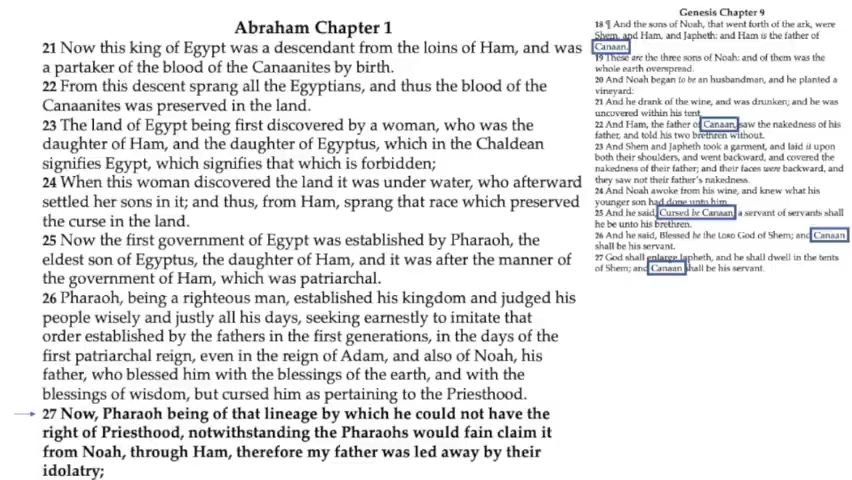 Abraham Chapter 1
21 Now this king of Egypt was a descendant from the loins of Ham, and was
a partaker of the blood of the Canaanites by birth.
22 From this descent sprang all the Egyptians, and thus the blood of the
Canaanites was preserved in the land.
23 The land of Egypt being first discovered by a woman, who was the
daughter of Ham, and the daughter of Egyptus, which in the Chaldean
signifies Egypt, which signifies that which is forbidden;
24 When this woman discovered the land it was under water, who afterward
settled her sons in it; and thus, from Ham, sprang that race which preserved
the curse in the land.
25 Now the first government of Egypt was established by Pharaoh, the
eldest son of Egyptus, the daughter of Ham, and it was after the manner of
the government of Ham, which was patriarchal.
26 Pharaoh, being a righteous man, established his kingdom and judged his
people wisely and justly all his days, seeking earnestly to imitate that
order established by the fathers in the first generations, in the days of the
first patriarchal reign, even in the reign of Adam, and also of Noah, his
father, who blessed him with the blessings of the earth, and with the
blessings of wisdom, but cursed him as pertaining to the Priesthood.
27 Now, Pharaoh being of that lineage by which he could not have the
right of Priesthood, notwithstanding the Pharaohs would fain claim it
from Noah, through Ham, therefore my father was led away by their
idolatry;
Genesis Chapter 9
18 ¶ And the sons of Noah, that went forth of the ark, were
Shem, and Ham, and Japheth: and Ham is the father of
Canaan.
19 These are the three sons of Noah: and of them was the
whole earth overspread.
20 And Noah began to be an husbandman, and he planted a
vineyard:
21 And he drank of the wine, and was drunken; and he was
uncovered within his tent.
22 And Ham, the father of Canaan, saw the nakedness of his
father, and told his two brethren without.
23 And Shem and Japheth took a garment, and laid it upon
both their shoulders, and went backward, and covered the
nakedness of their father; and their faces were backward, and
they saw not their father's nakedness.
24 And Noah awoke from his wine, and knew what his
younger son had done unto him.
25 And he said, Cursed be Canaan; a servant of servants shall
he be unto his brethren.
26 And he said, Blessed be the LORD God of Shem; and Canaan
shall be his servant.
27 God shall enlarge Japheth, and he shall dwell in the tents
of Shem; and Canaan shall be his servant.